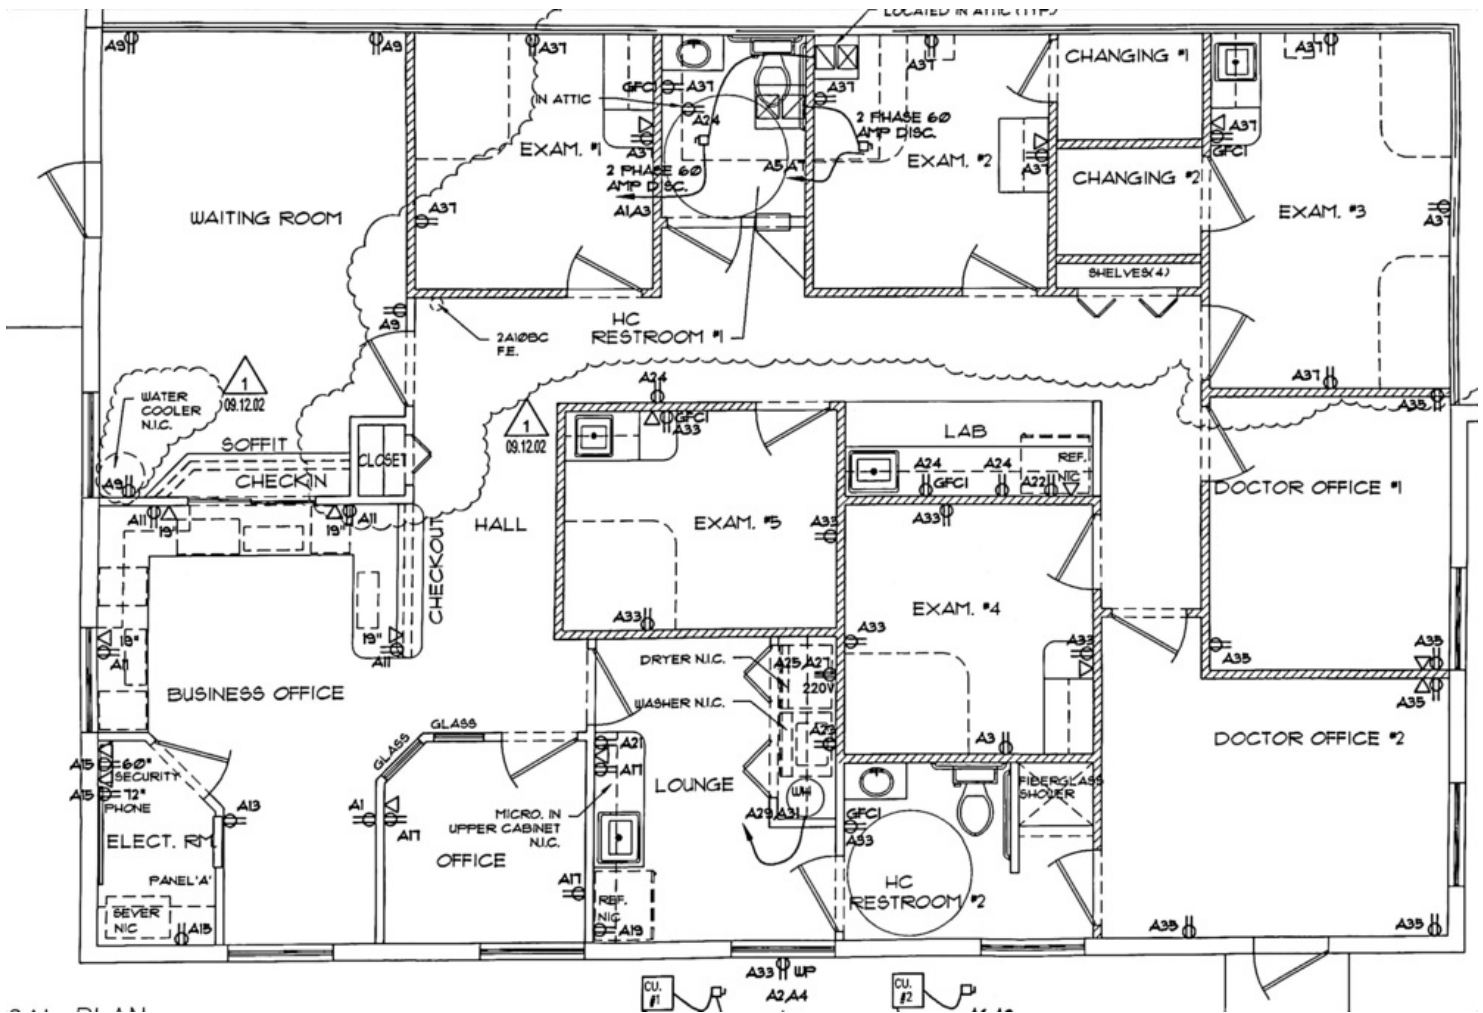 LOCATED IN ATTIC (TYP.)
A9
A9
A37
A37
A37
CHANGING #1
GFCI
A37
IN ATTIC
A24
A37
2 PHASE 60
AMP DISC.
A37
GFCI
EXAM. #1
A37
2 PHASE 60
AMP DISC.
A1,A3
A5,A7
EXAM. #2
A37
CHANGING #2
EXAM. #3
A37
WAITING ROOM
A37
SHELVES(4)
A9
2A10BC
F.E.
HC
RESTROOM #1
1
09.12.02
WATER
COOLER
N.I.C.
A24
A37
A35
1
09.12.02
GFCI
A33
LAB
SOFFIT
CLOSET
CHECKIN
A9
REF.
NIC
A24
GFCI
A24
A22
DOCTOR OFFICE #1
A11
19"
19"
A11
HALL
CHECKOUT
EXAM. #5
A33
A33
EXAM. #4
A33
19"
A11
19"
A11
A33
A33
A35
A35
DRYER N.I.C.
A25,A27
220V
WASHER N.I.C.
A23
BUSINESS OFFICE
A35
GLASS
GLASS
A21
A17
A3
DOCTOR OFFICE #2
A15
60"
SECURITY
A15
72"
PHONE
LOUNGE
WH
A29,A31
FIBERGLASS
SHOWER
A13
A1
A17
MICRO. IN
UPPER CABINET
N.I.C.
GFCI
A33
ELECT. RM.
OFFICE
PANEL 'A'
A17
REF.
NIC
A19
HC
RESTROOM #2
SEVER
NIC
A15
A35
A35
A33
WP
A2,A4
CU.
#1
CU.
#2
PLAN